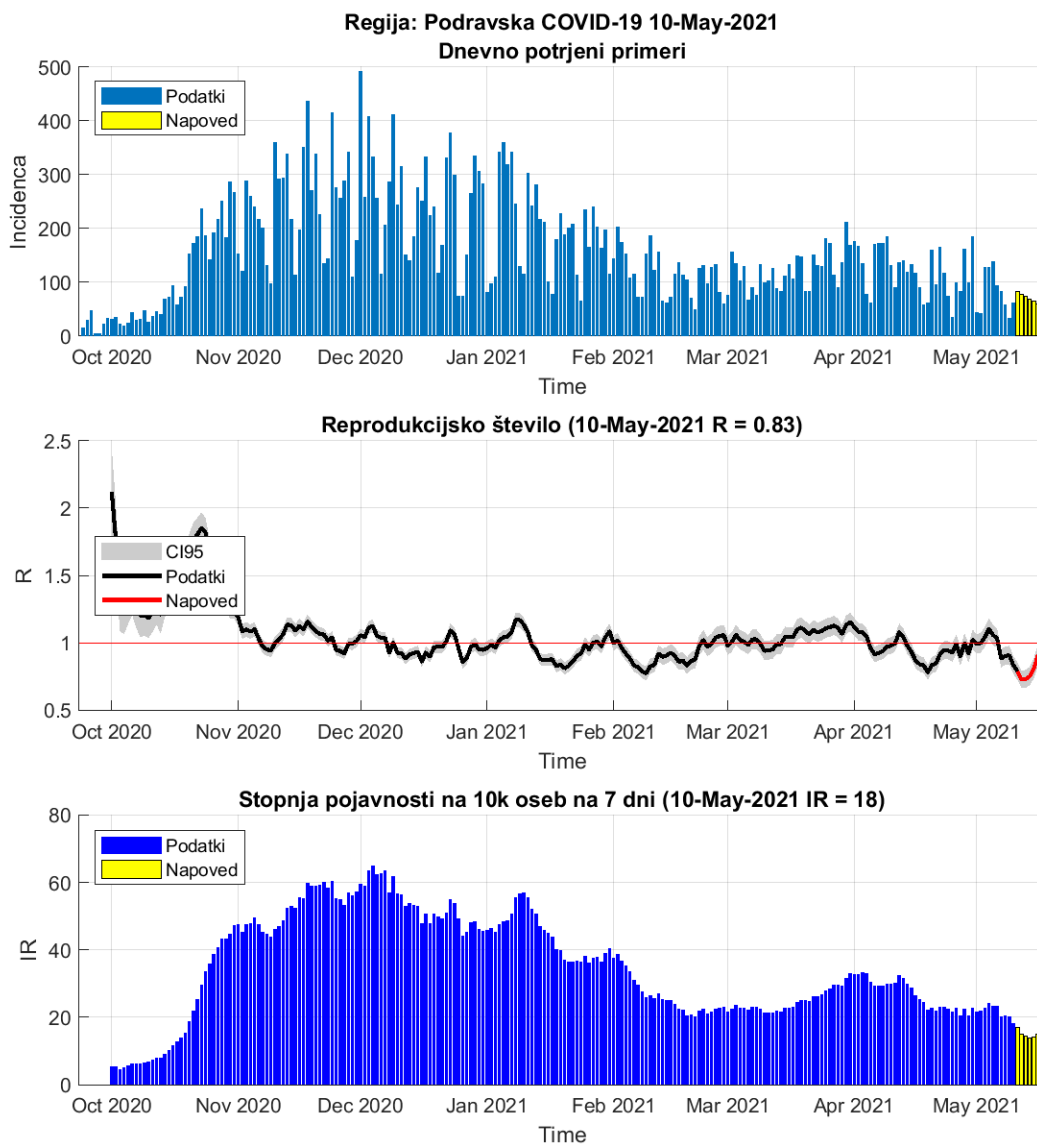 Regija: Podravska COVID-19 10-May-2021
Dnevno potrjeni primeri
500
400
300
200
100
0
Incidenca
Podatki
Napoved
Oct 2020 Nov 2020 Dec 2020 Jan 2021 Feb 2021 Mar 2021 Apr 2021 May 2021
Time
Reprodukcijsko število (10-May-2021 R = 0.83)
2.5
2
1.5
1
0.5
R
CI95
Podatki
Napoved
Oct 2020 Nov 2020 Dec 2020 Jan 2021 Feb 2021 Mar 2021 Apr 2021 May 2021
Time
Stopnja pojavnosti na 10k oseb na 7 dni (10-May-2021 IR = 18)
80
60
40
20
0
IR
Podatki
Napoved
Oct 2020 Nov 2020 Dec 2020 Jan 2021 Feb 2021 Mar 2021 Apr 2021 May 2021
Time